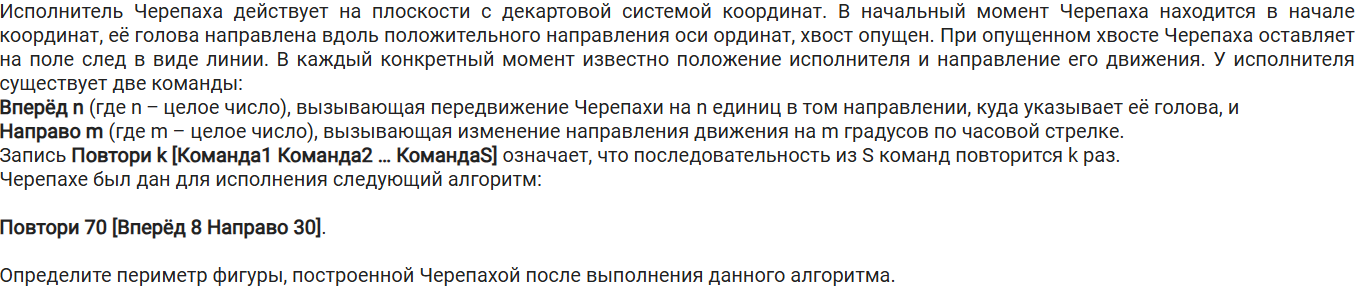 Исполнитель Черепаха действует на плоскости с декартовой системой координат. В начальный момент Черепаха находится в начале
координат, её голова направлена вдоль положительного направления оси ординат, хвост опущен. При опущенном хвосте Черепаха оставляет
на поле след в виде линии. В каждый конкретный момент известно положение исполнителя и направление его движения. У исполнителя
существует две команды:
Вперёд n (где n – целое число), вызывающая передвижение Черепахи на n единиц в том направлении, куда указывает её голова, и
Направо m (где m – целое число), вызывающая изменение направления движения на m градусов по часовой стрелке.
Запись Повтори k [Команда1 Команда2 … КомандаS] означает, что последовательность из S команд повторится k раз.
Черепахе был дан для исполнения следующий алгоритм:
Повтори 70 [Вперёд 8 Направо 30].
Определите периметр фигуры, построенной Черепахой после выполнения данного алгоритма.